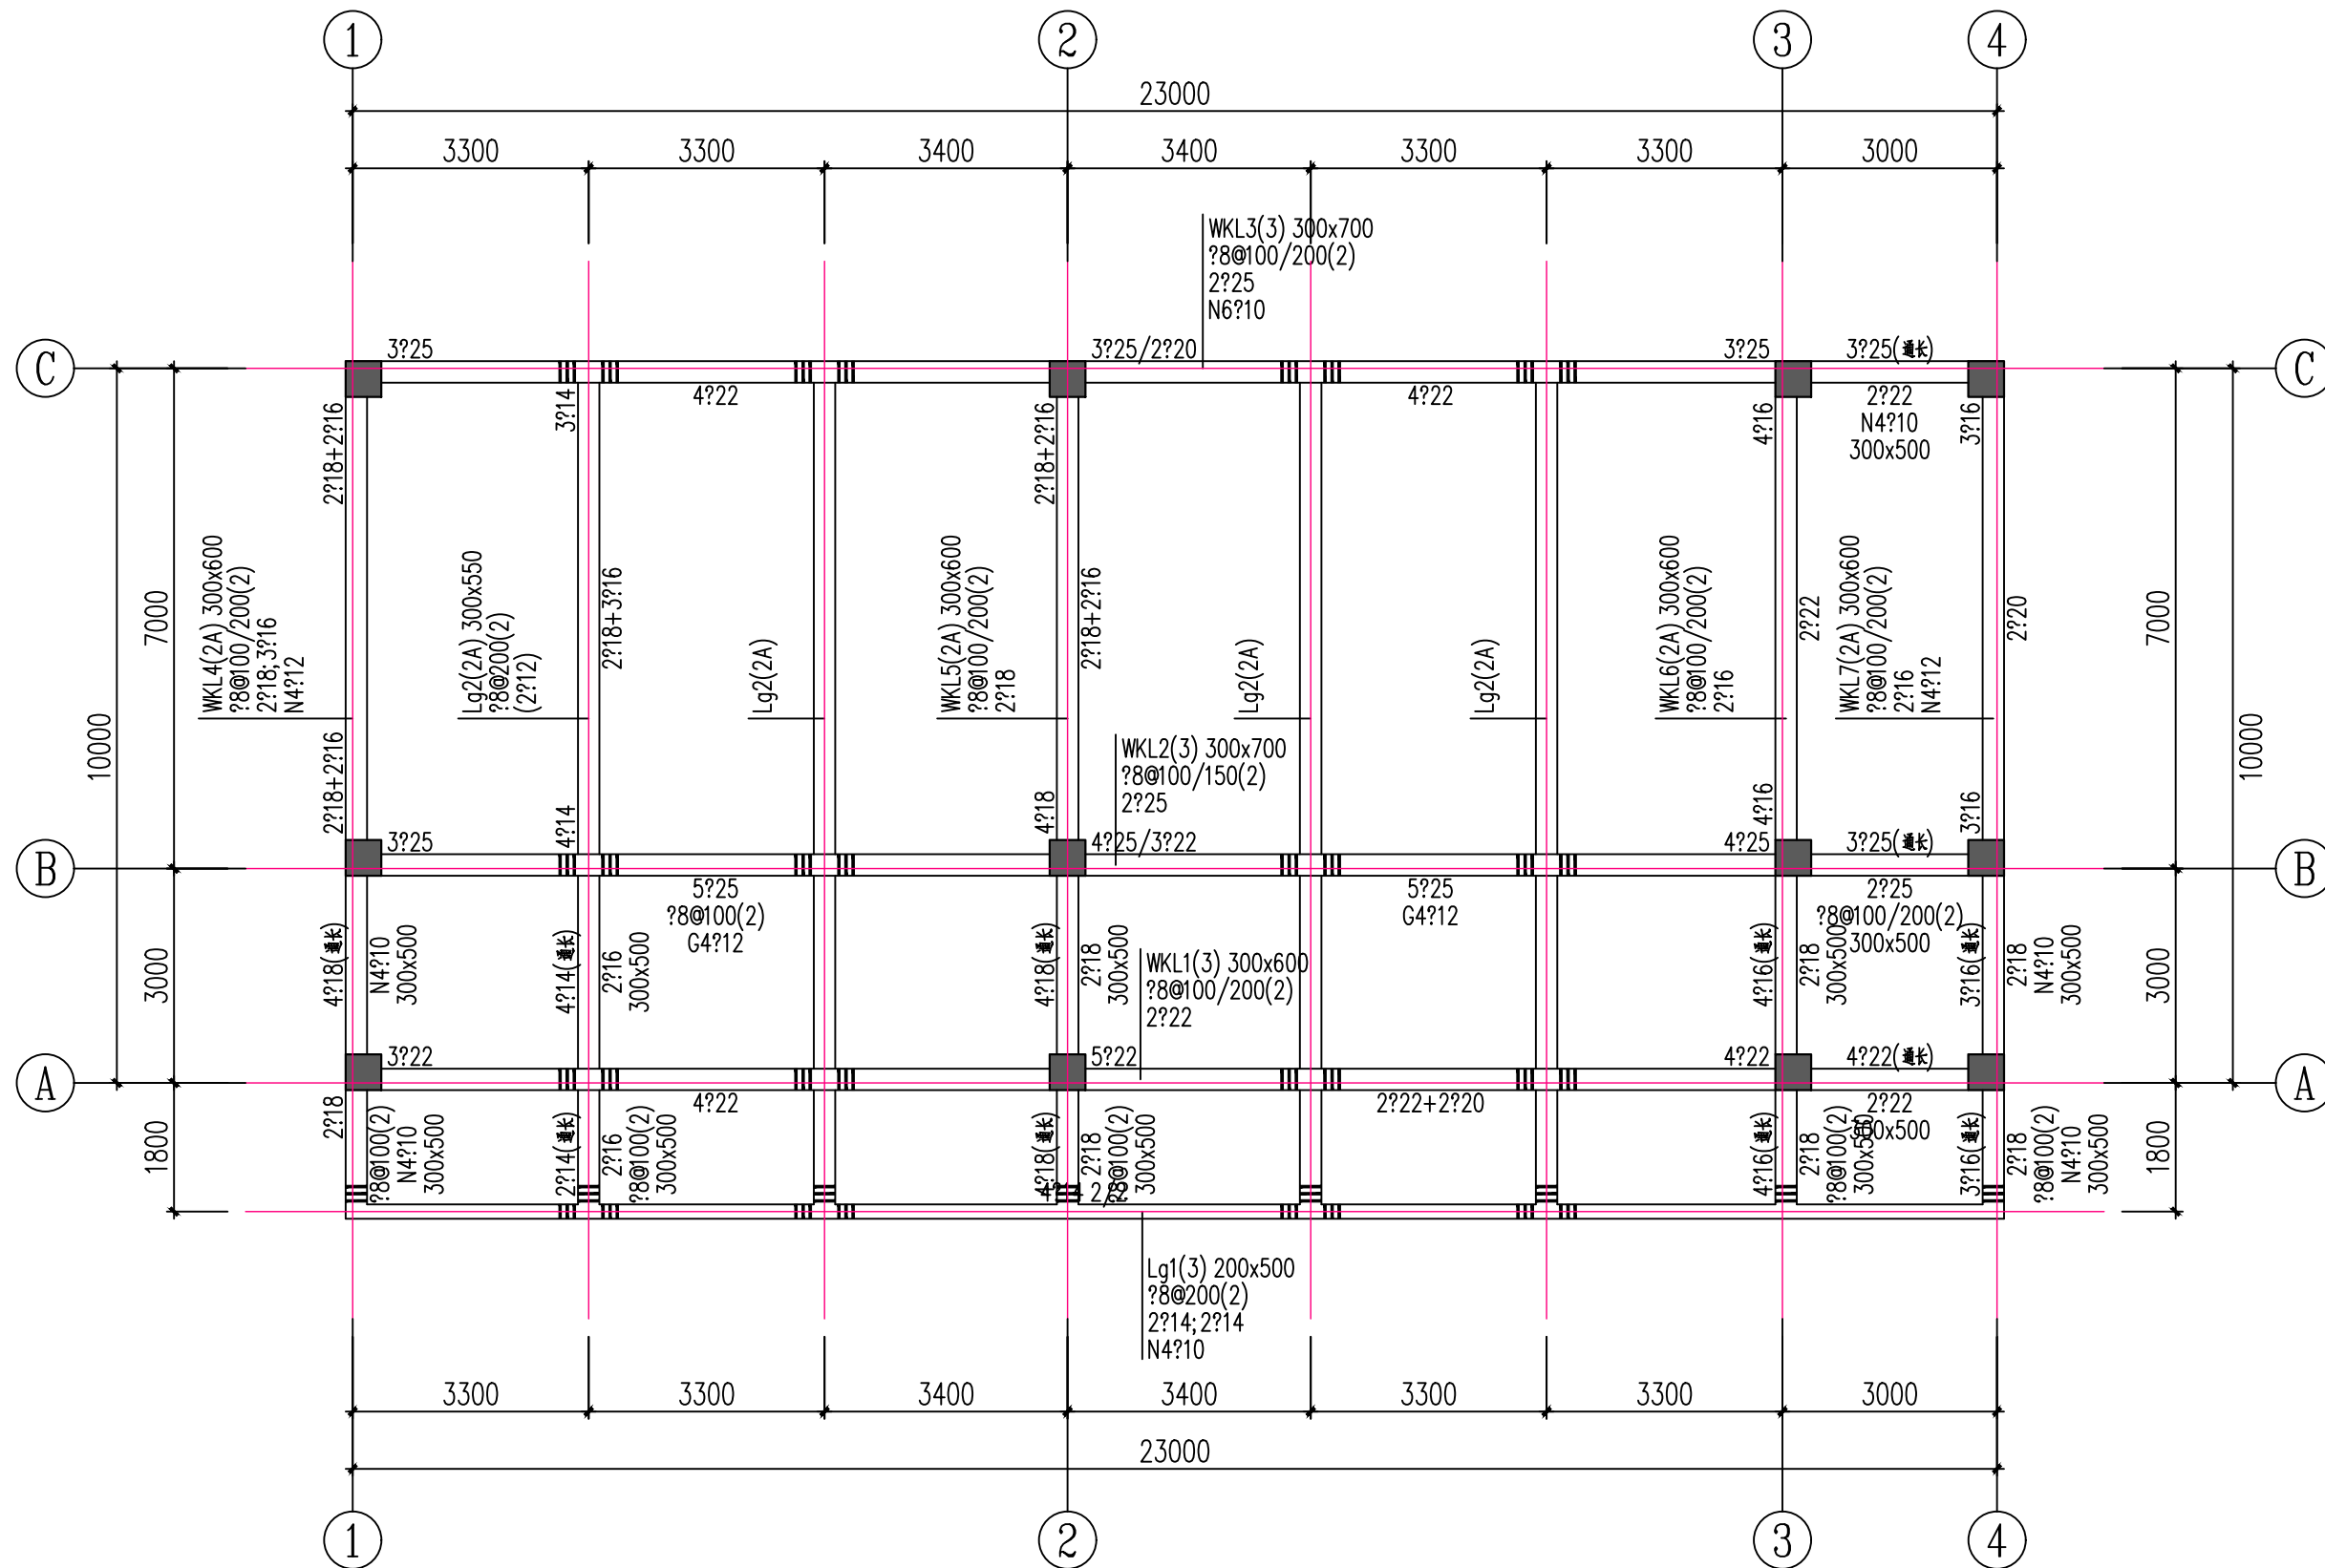 1
2
3
4
23000
3300
3300
3400
3400
3300
3300
3000
WKL3(3) 300x700
?8@100/200(2)
2?25
N6?10
C
3?25
3?25/2?20
3?25
3?25(通长)
C
4?22
4?22
2?22
N4?10
300x500
2?18+2?16
3?14
2?18+2?16
4?16
3?16
7000
10000
WKL4(2A) 300x600
?8@100/200(2)
2?18;3?16
N4?12
Lg2(2A) 300x550
?8@200(2)
(2?12)
2?18+3?16
Lg2(2A)
WKL5(2A) 300x600
?8@100/200(2)
2?18
2?18+2?16
Lg2(2A)
Lg2(2A)
WKL6(2A) 300x600
?8@100/200(2)
2?16
2?22
WKL7(2A) 300x600
?8@100/200(2)
2?16
N4?12
2?20
7000
10000
WKL2(3) 300x700
?8@100/150(2)
2?25
2?18+2?16
4?14
4?18
4?16
3?16
B
3?25
4?25/3?22
4?25
3?25(通长)
B
5?25
?8@100(2)
G4?12
5?25
G4?12
2?25
?8@100/200(2)
300x500
3000
4?18(通长)
N4?10
300x500
4?14(通长)
2?16
300x500
4?18(通长)
2?18
300x500
WKL1(3) 300x600
?8@100/200(2)
2?22
4?16(通长)
2?18
300x500
3?16(通长)
2?18
N4?10
300x500
3000
A
3?22
5?22
4?22
4?22(通长)
A
4?22
2?22+2?20
2?22
300x500
1800
2?18
?8@100(2)
N4?10
300x500
2?14(通长)
2?16
?8@100(2)
300x500
4?18(通长)
2?18
?8@100(2)
300x500
4?14 2/2
4?16(通长)
2?18
?8@100(2)
300x500
3?16(通长)
2?18
?8@100(2)
N4?10
300x500
1800
Lg1(3) 200x500
?8@200(2)
2?14;2?14
N4?10
3300
3300
3400
3400
3300
3300
3000
23000
1
2
3
4